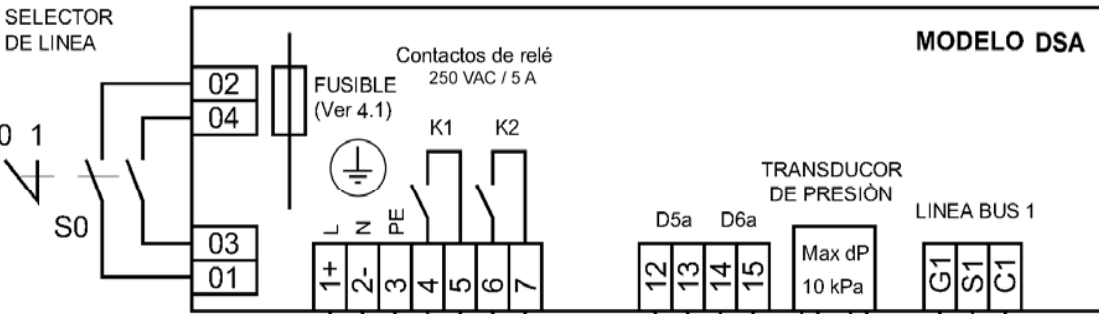 SELECTOR
DE LINEA
MODELO DSA
02
04
FUSIBLE
(Ver 4.1)
Contactos de relé
250 VAC / 5 A
K1 K2
0 1
S0
03
01
L N PE
1+ 2- 3 4 5 6 7
D5a D6a
12 13 14 15
TRANSDUCOR
DE PRESIÒN
Max dP
10 kPa
LINEA BUS 1
G1 S1 C1